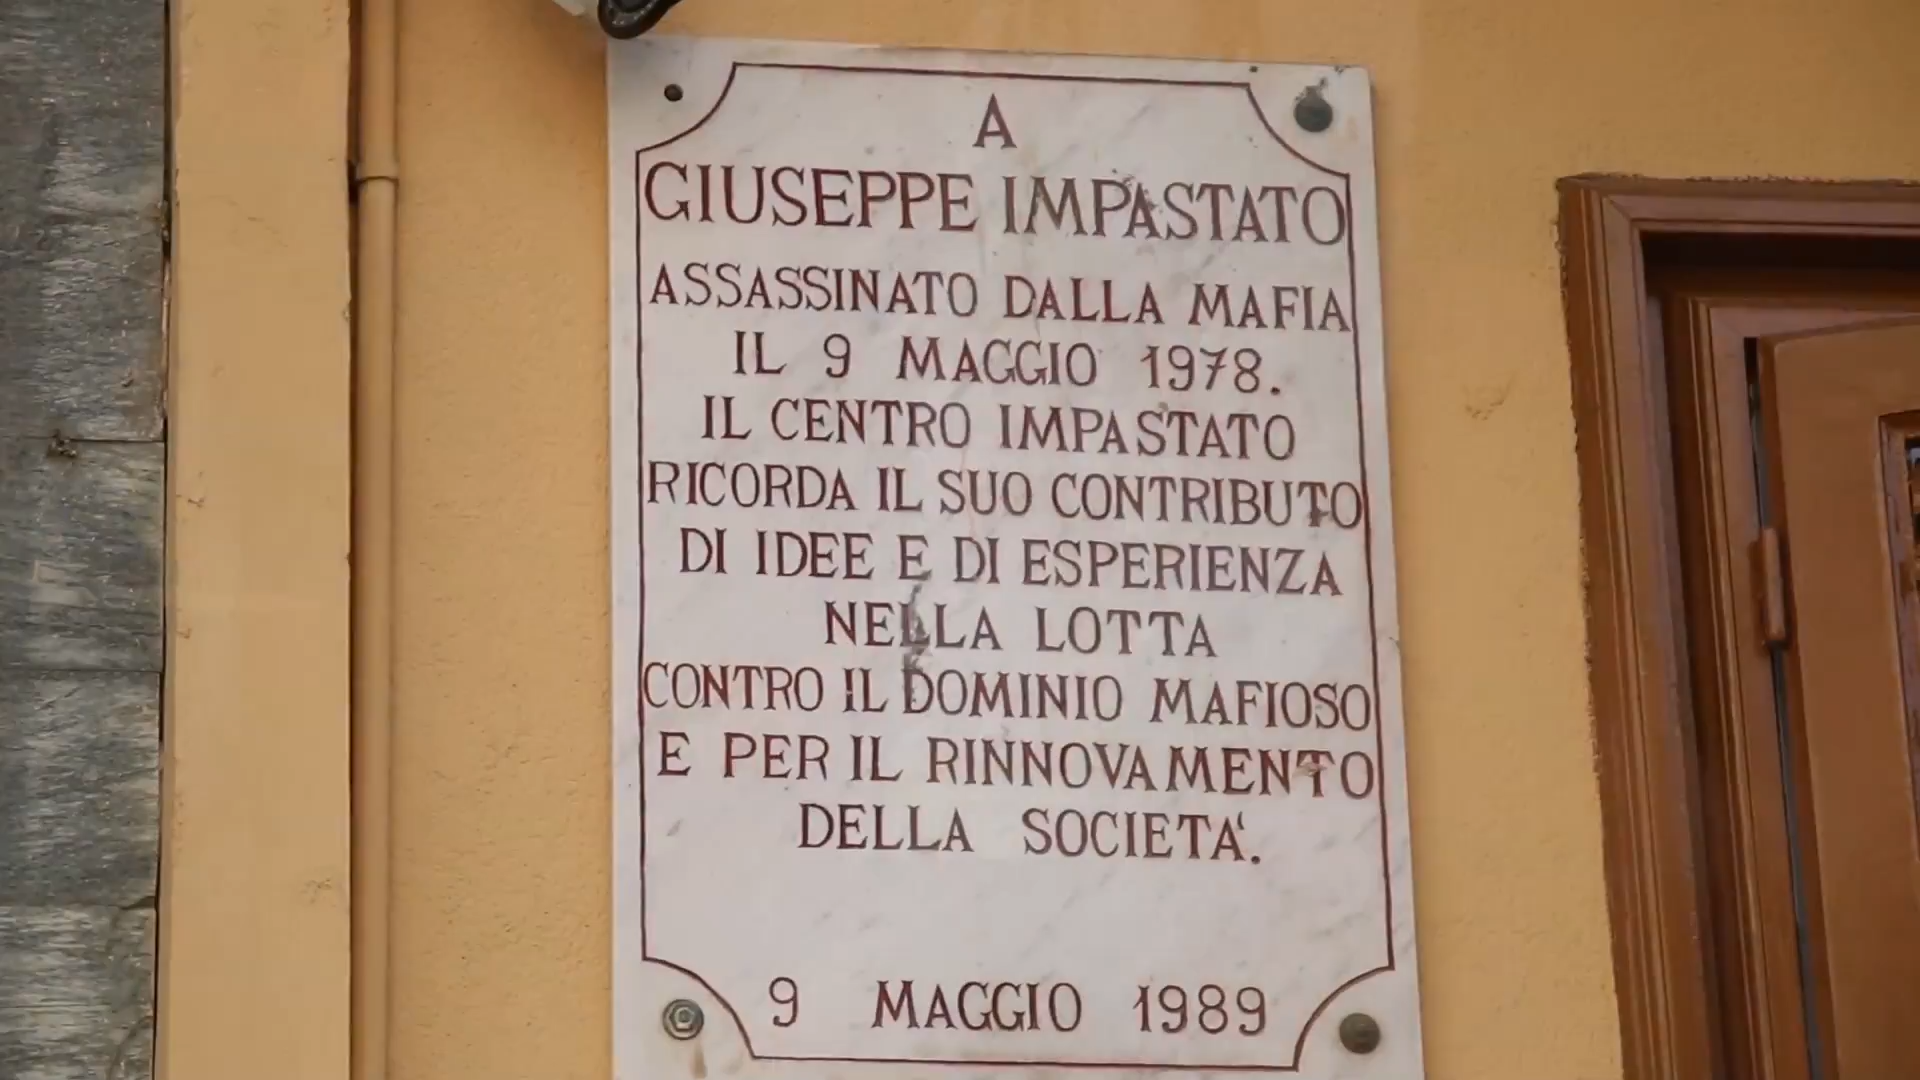 A
GIUSEPPE IMPASTATO
ASSASSINATO DALLA MAFIA
IL 9 MAGGIO 1978.
IL CENTRO IMPASTATO
RICORDA IL SUO CONTRIBUTO
DI IDEE E DI ESPERIENZA
NELLA LOTTA
CONTRO IL DOMINIO MAFIOSO
E PER IL RINNOVAMENTO
DELLA SOCIETA'.
9 MAGGIO 1989